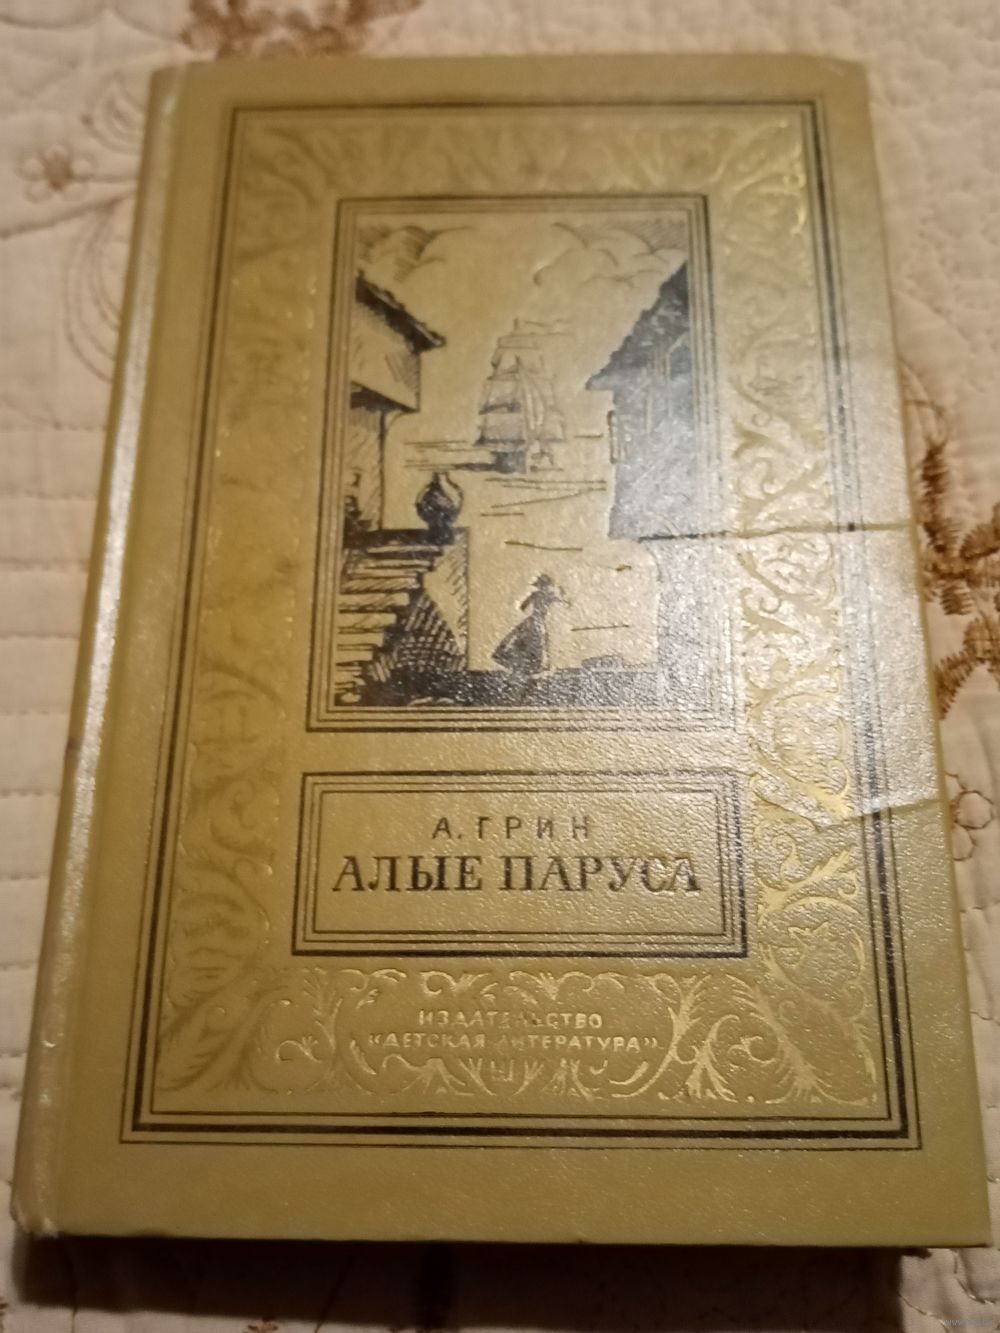 А. ГРИН
АЛЫЕ ПАРУСА
ИЗДАТЕЛЬСТВО
«ДЕТСКАЯ ЛИТЕРАТУРА»